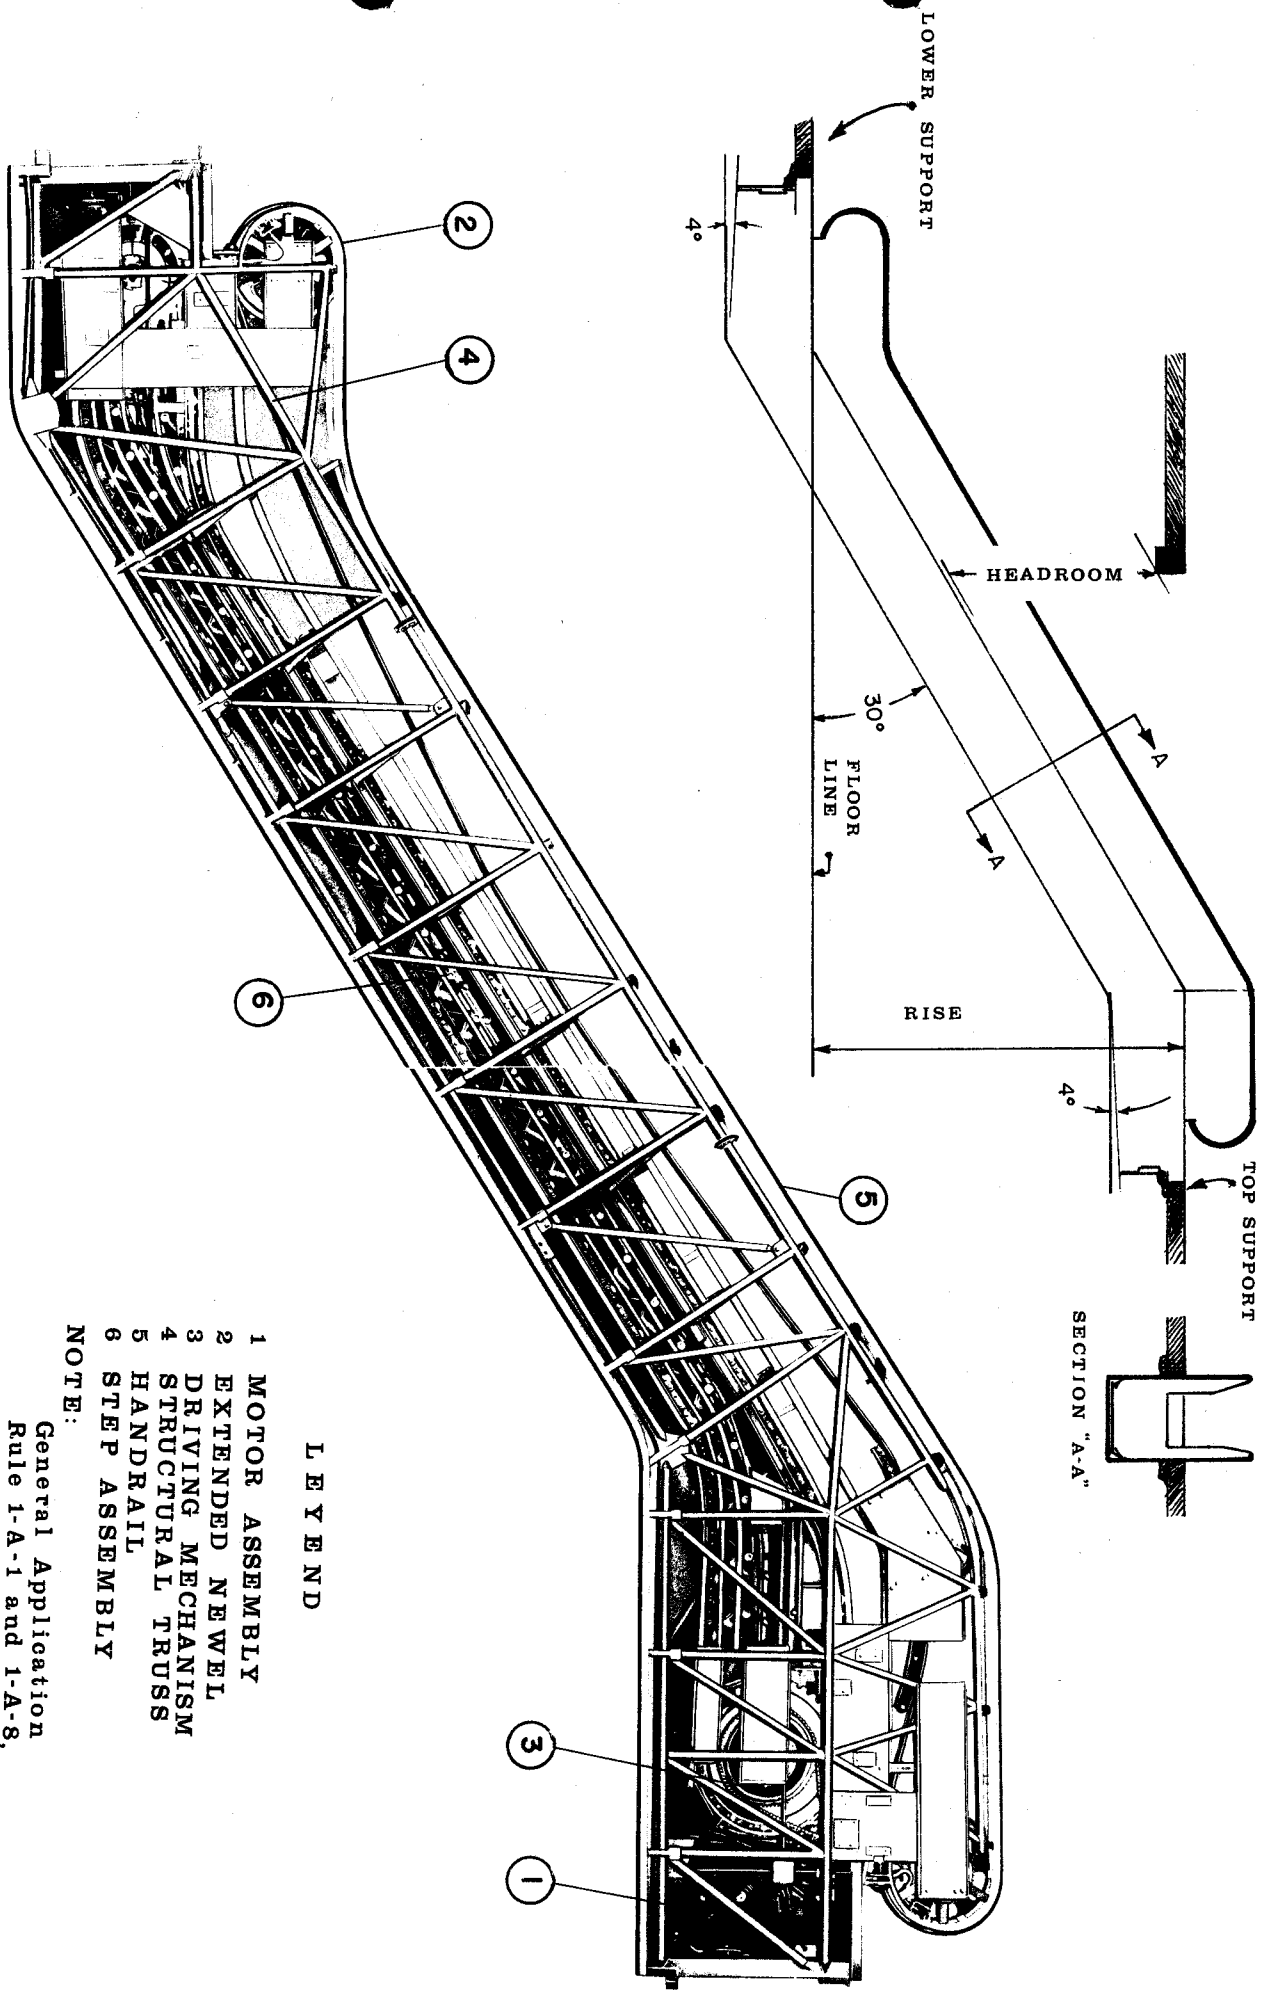 LOWER SUPPORT
4°
HEADROOM
30°
FLOOR
LINE
A
A
RISE
4°
TOP SUPPORT
SECTION "A-A"
2
4
6
5
3
1
LEYEND
1 MOTOR ASSEMBLY
2 EXTENDED NEWEL
3 DRIVING MECHANISM
4 STRUCTURAL TRUSS
5 HANDRAIL
6 STEP ASSEMBLY
NOTE:
General Application
Rule 1-A-1 and 1-A-8,